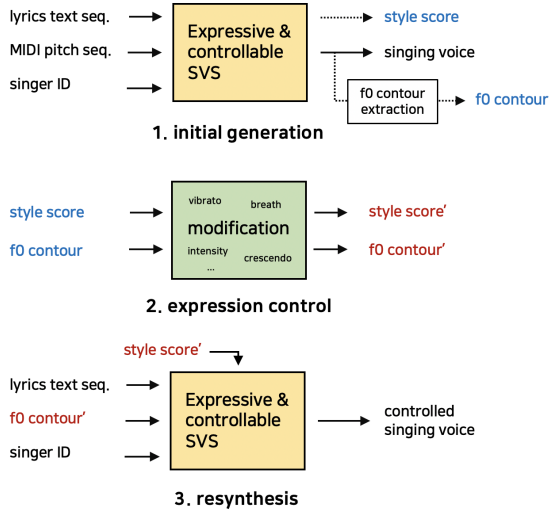 lyrics text seq.
MIDI pitch seq.
singer ID
Expressive &
controllable
SVS
style score
singing voice
f0 contour
extraction
f0 contour
1. initial generation
style score
f0 contour
vibrato
breath
modification
intensity
crescendo
...
style score'
f0 contour'
2. expression control
style score'
lyrics text seq.
f0 contour'
singer ID
Expressive &
controllable
SVS
controlled
singing voice
3. resynthesis